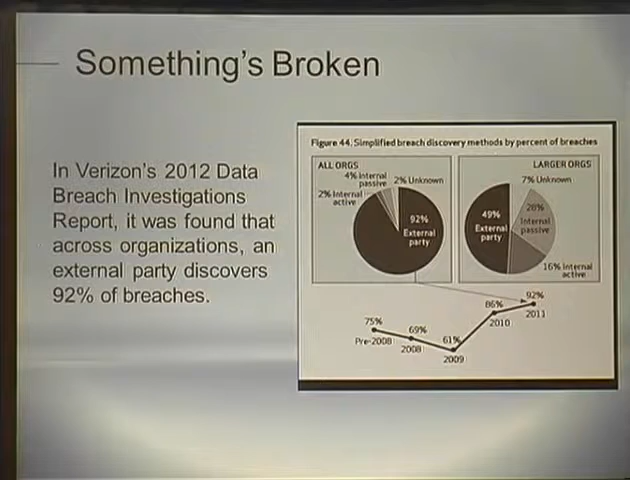 Something's Broken
In Verizon's 2012 Data
Breach Investigations
Report, it was found that
across organizations, an
external party discovers
92% of breaches.
Figure 44. Simplified breach discovery methods by percent of breaches
ALL ORGS
4% Internal
passive
2% Unknown
2% Internal
active
92%
External
party
LARGER ORGS
7% Unknown
49%
External
party
28%
Internal
passive
16% Internal
active
75%
Pre-2008
69%
2008
61%
2009
86%
2010
92%
2011